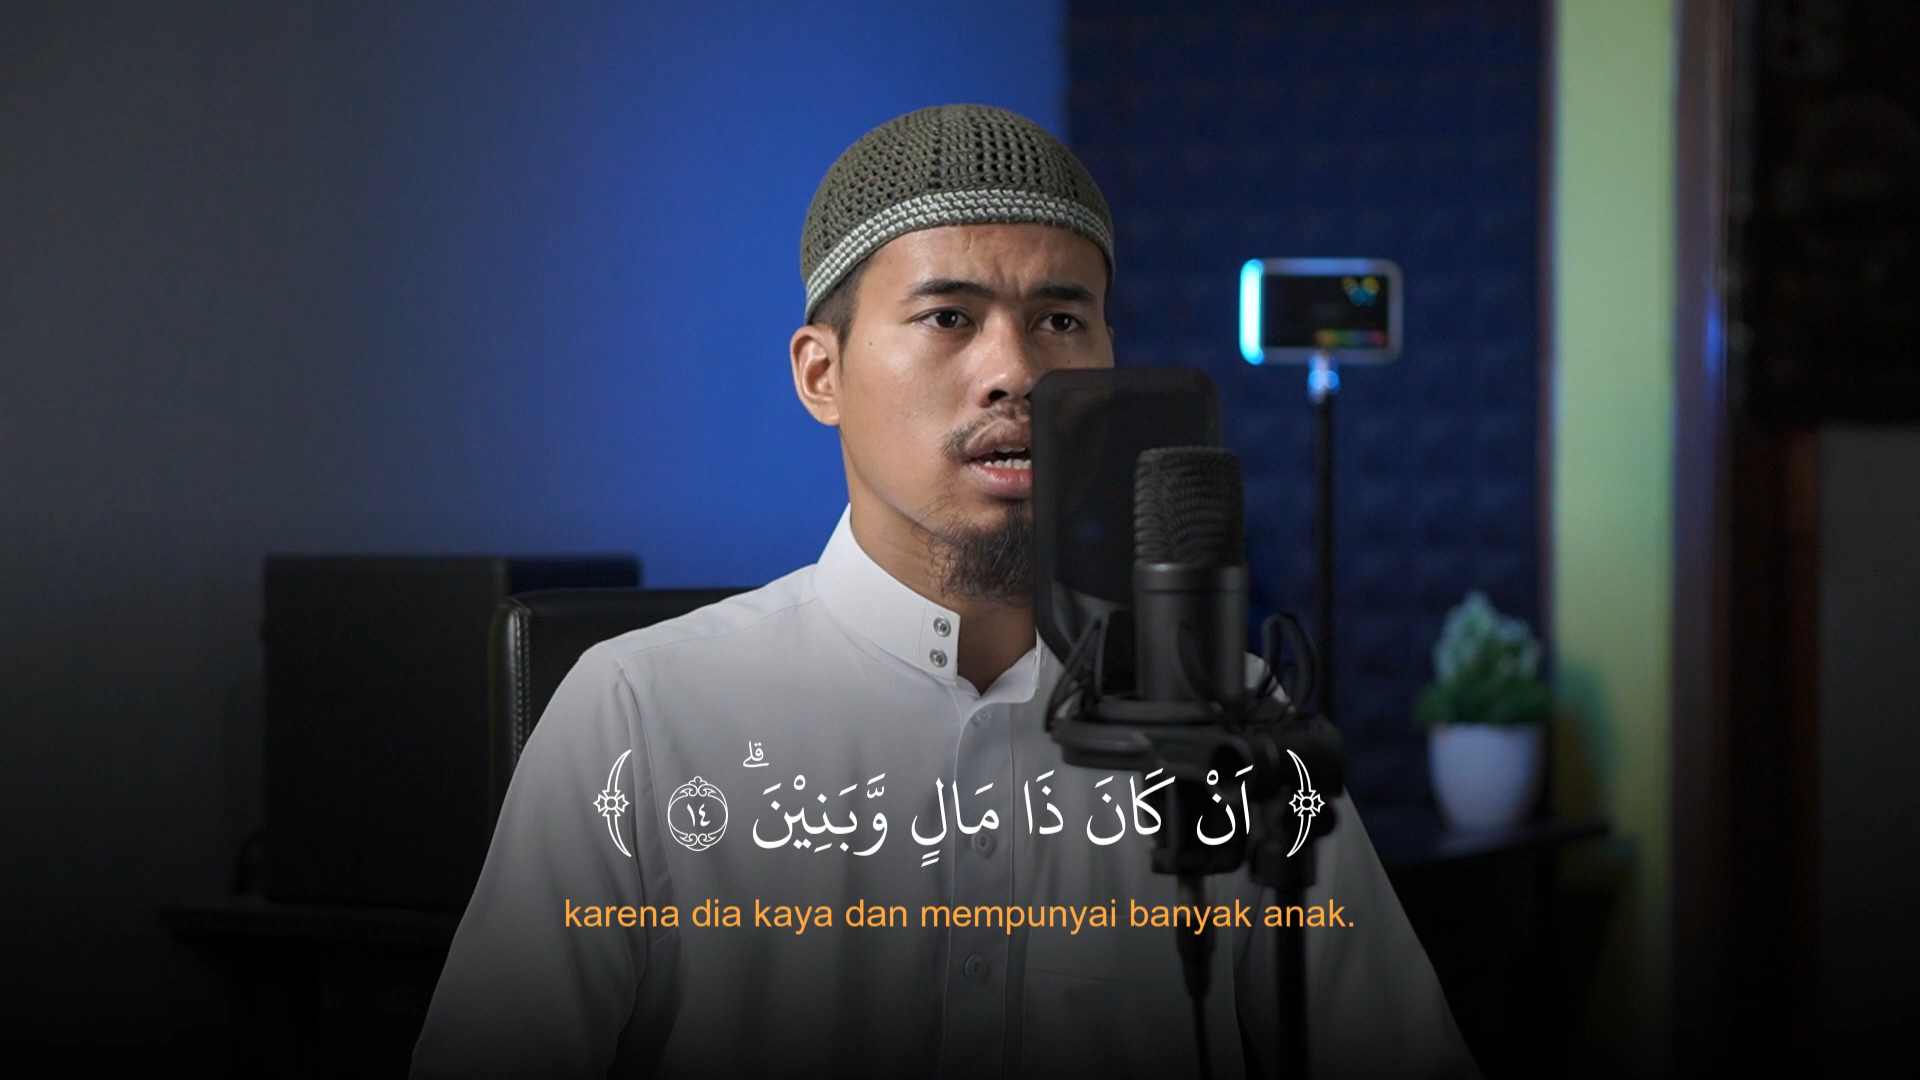 ﴿ اَنْ كَانَ ذَا مَالٍ وَّبَنِيْنَۗ ١٤ ﴾
karena dia kaya dan mempunyai banyak anak.